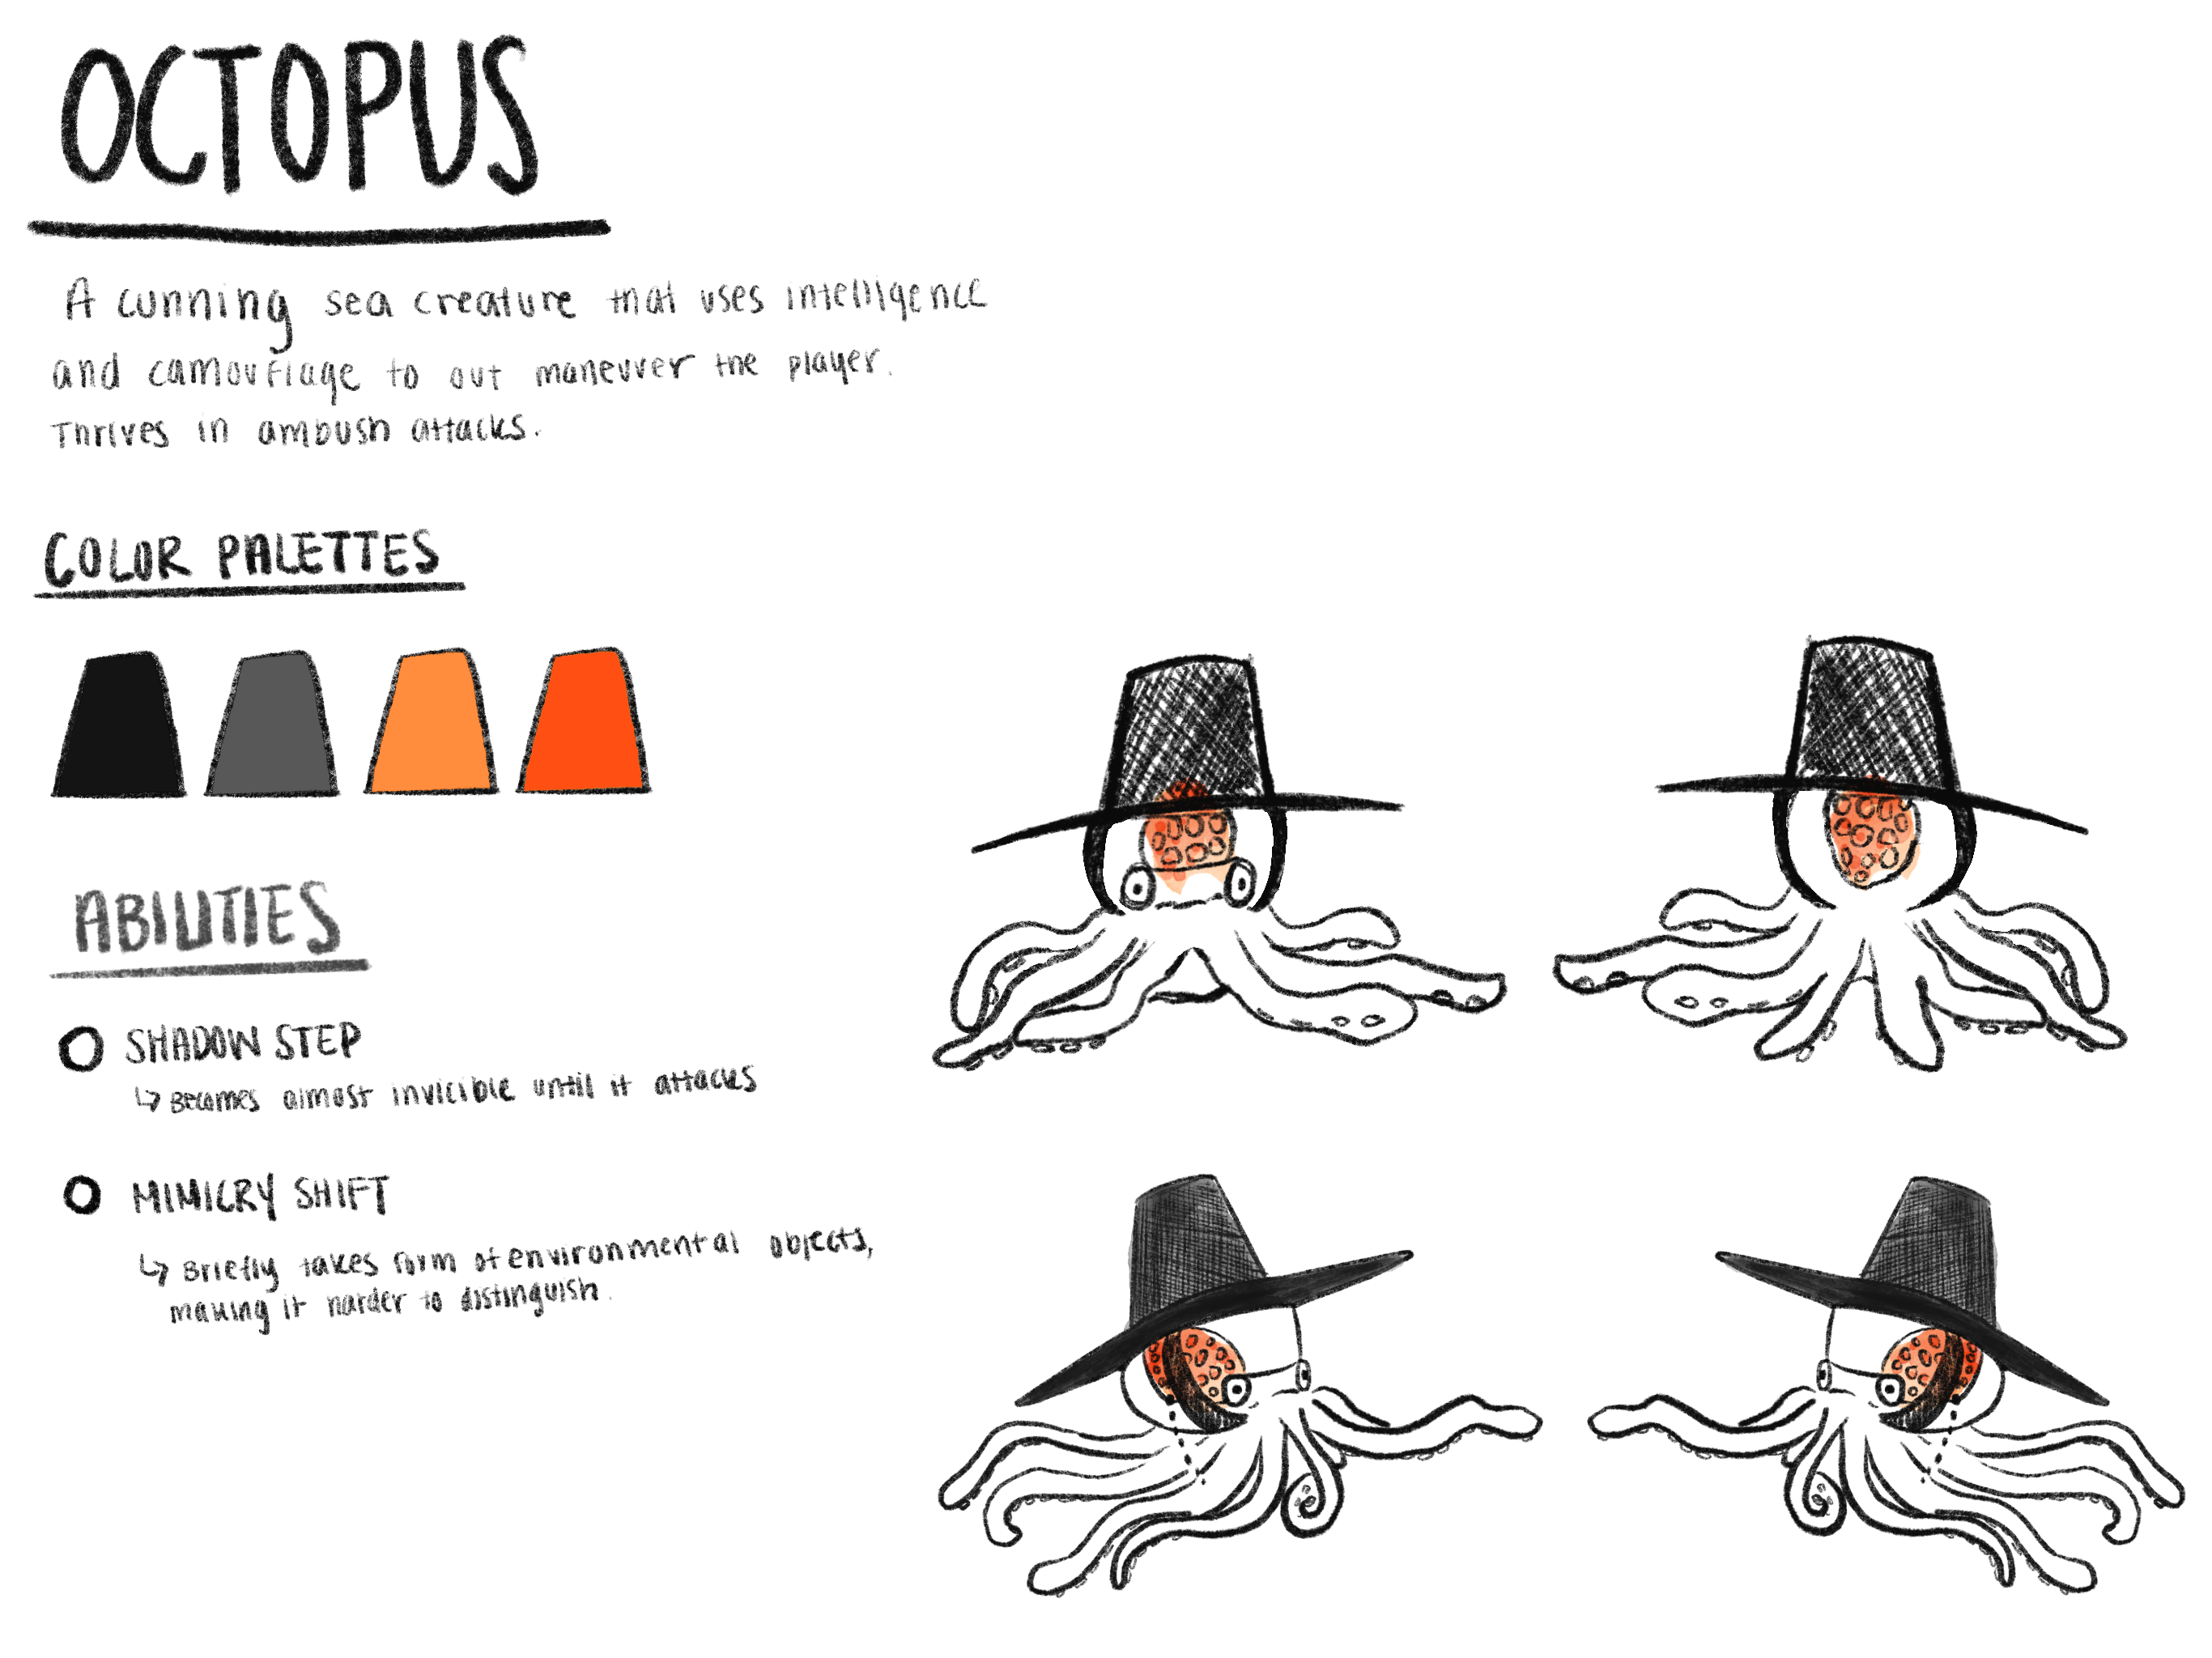 OCTOPUS
A cunning sea creature that uses intelligence
and camouflage to out maneuver the player.
Thrives in ambush attacks.
COLOR PALETTES
ABILITIES
SHADOW STEP
↳ Becomes almost invicible until it attacks
MIMICRY SHIFT
↳ Briefly takes form of environmental objects,
making it harder to distinguish.